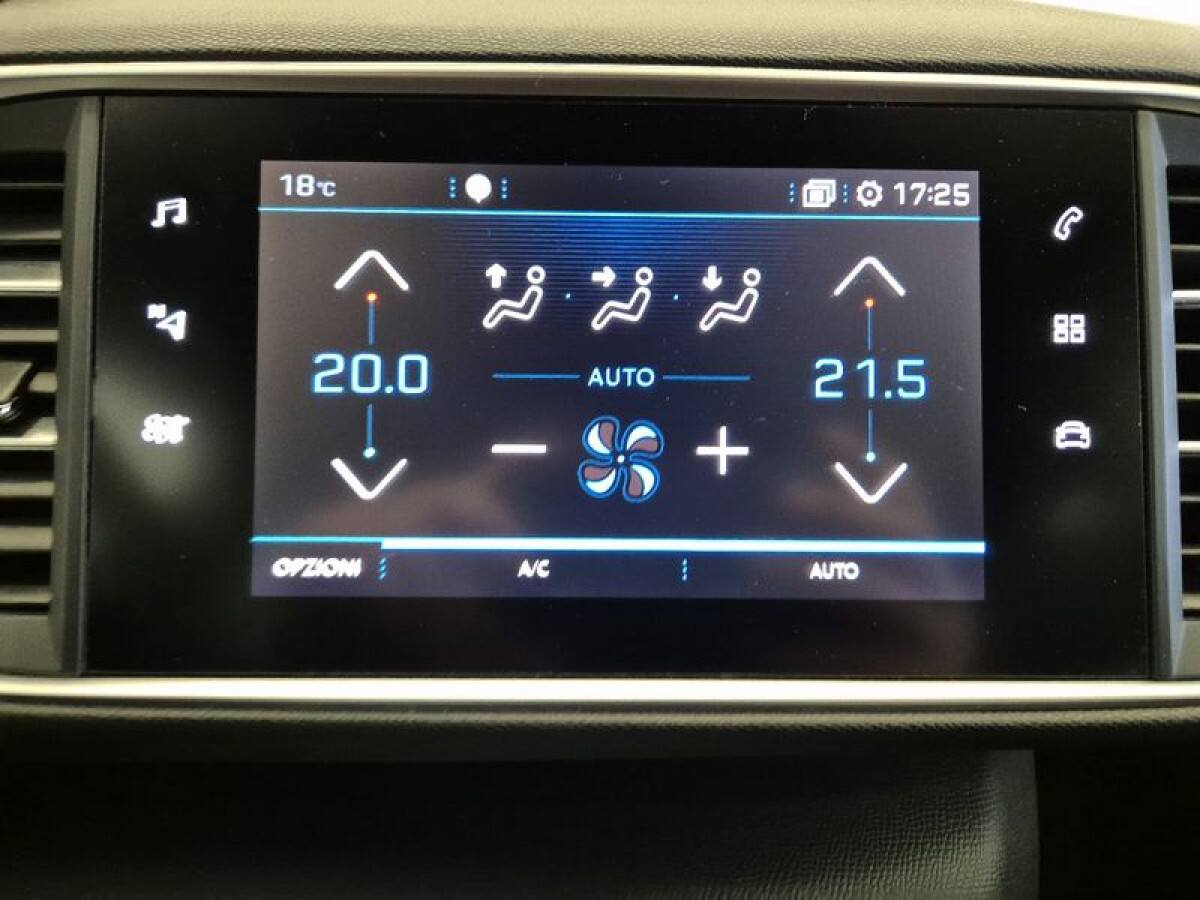 18°C 17:25
N
20.0 AUTO 21.5
OPZIONI A/C AUTO